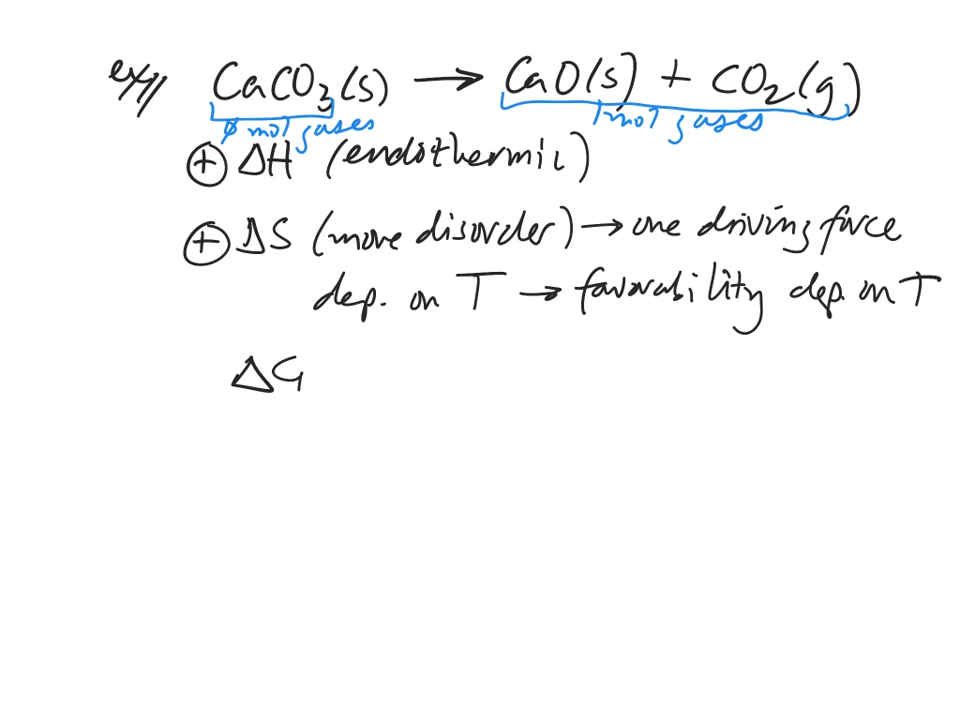 ex// CaCO₃(s) → CaO(s) + CO₂(g)
∅ mol gases 1 mol gases
⊕ ΔH (endothermic)
⊕ ΔS (more disorder) → one driving force
dep. on T → favorability dep. on T
ΔG